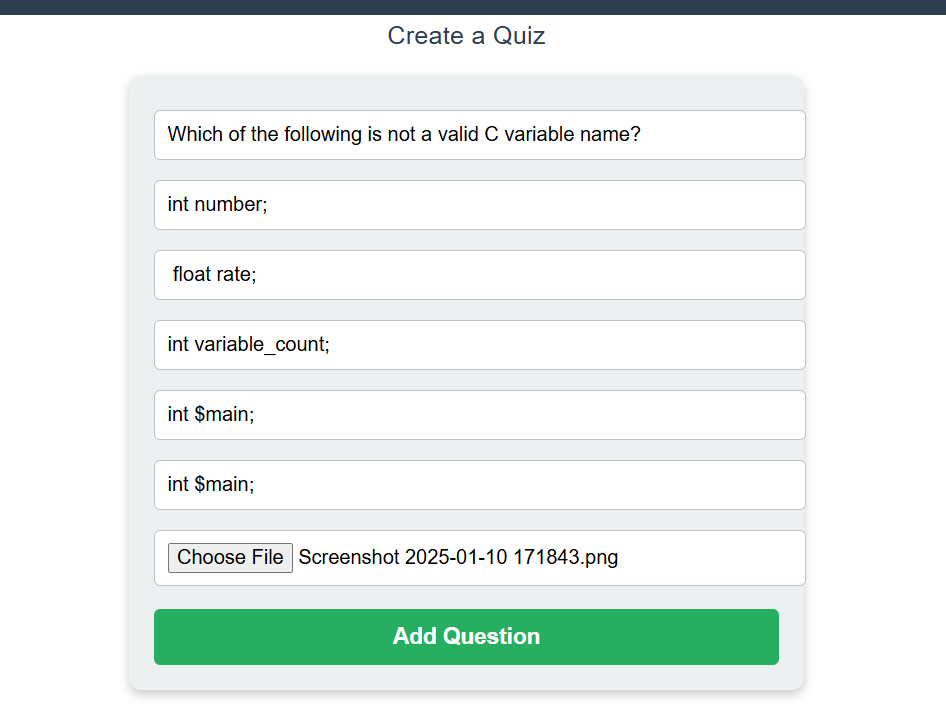 Create a Quiz
Which of the following is not a valid C variable name?
int number;
float rate;
int variable_count;
int $main;
int $main;
Choose File Screenshot 2025-01-10 171843.png
Add Question